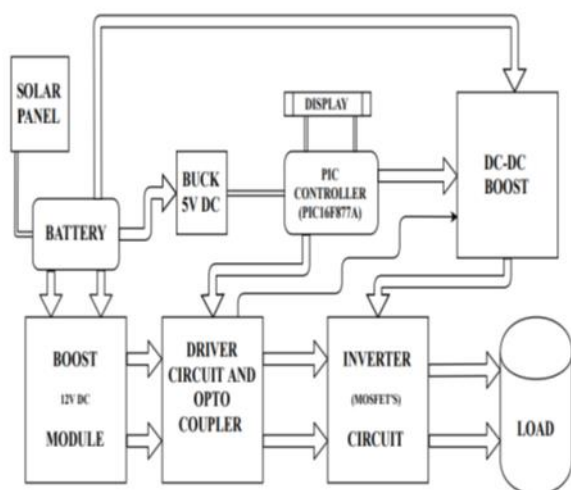 SOLAR
PANEL
DISPLAY
BUCK
5V DC
PIC
CONTROLLER
(PIC16F877A)
DC-DC
BOOST
BATTERY
BOOST
12V DC
MODULE
DRIVER
CIRCUIT AND
OPTO
COUPLER
INVERTER
(MOSFET'S)
CIRCUIT
LOAD